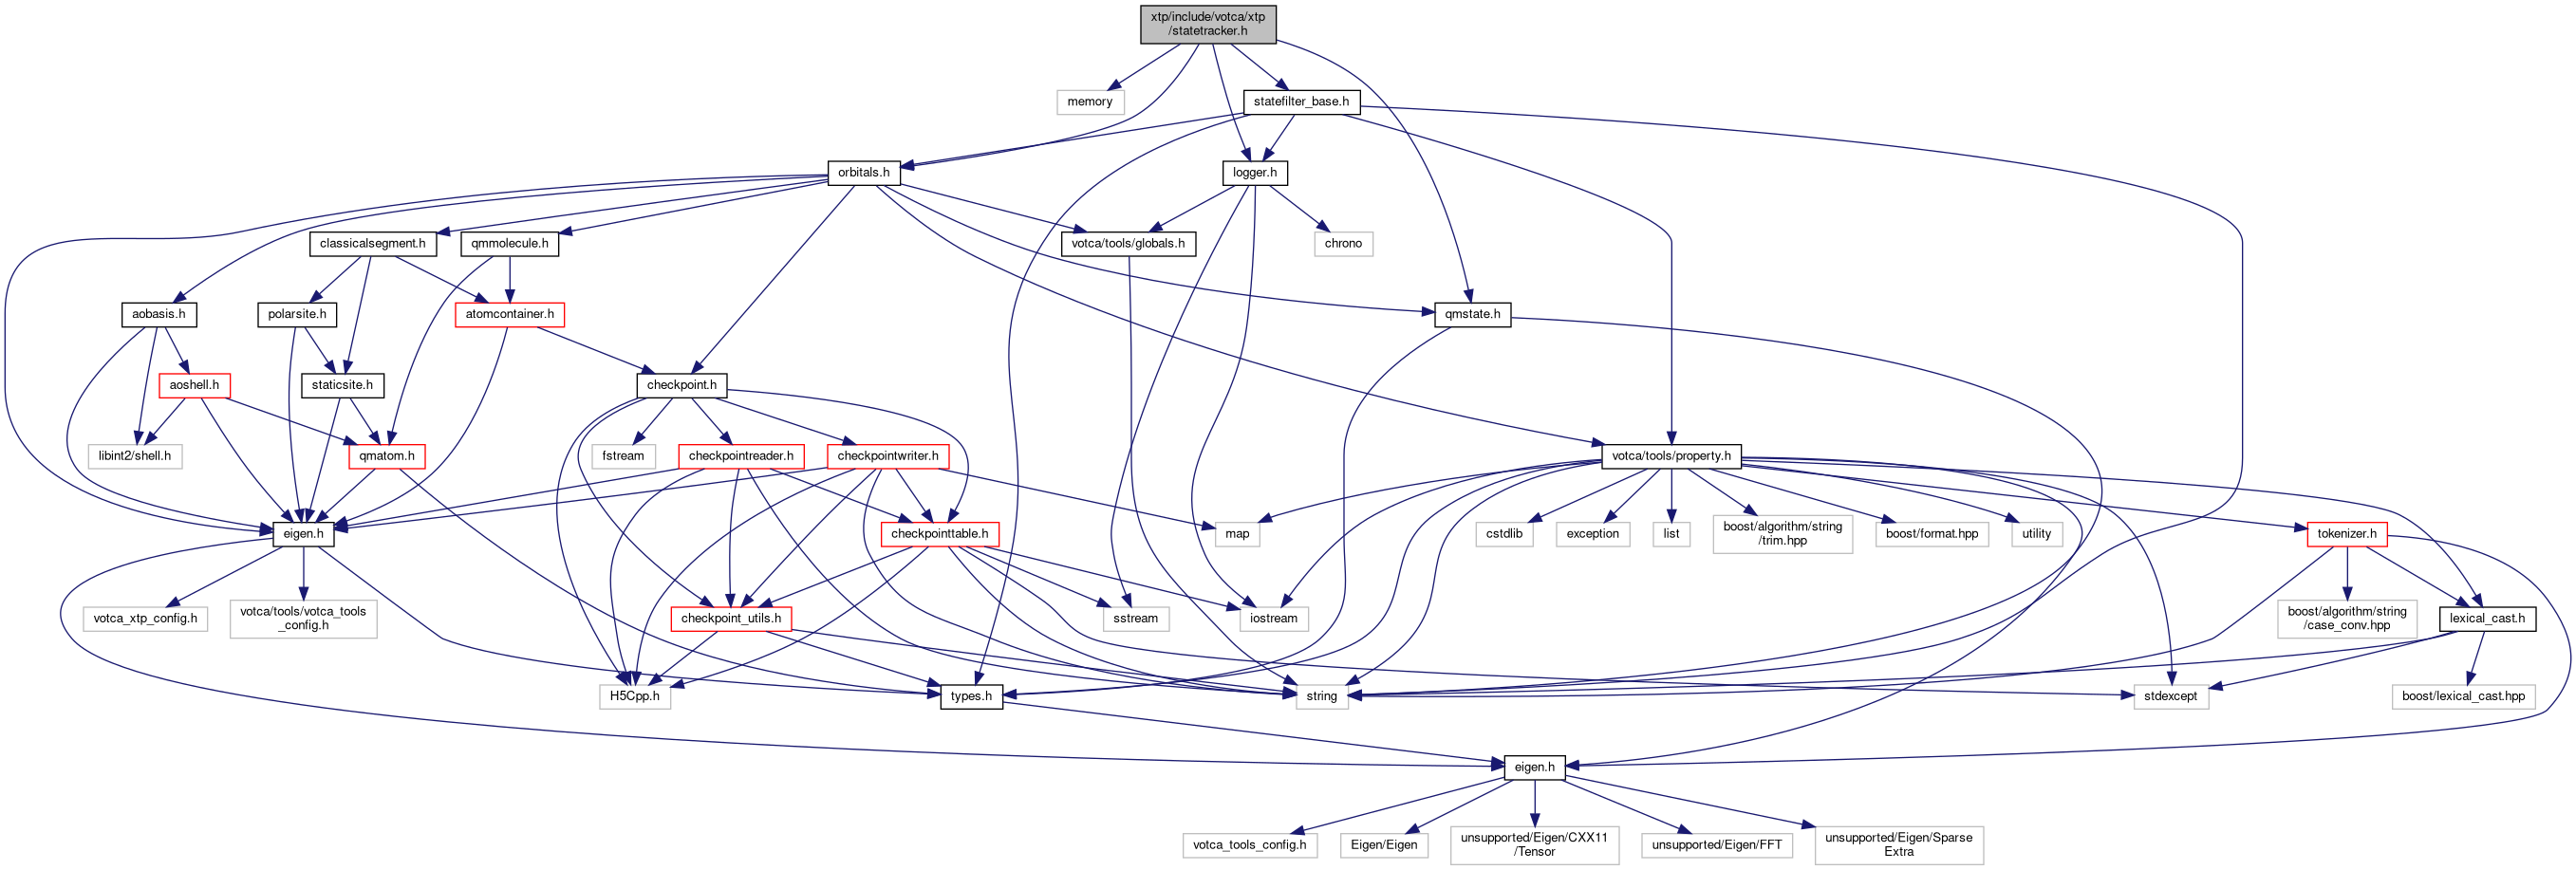 xtp/include/votca/xtp
/statetracker.h
memory
statefilter_base.h
orbitals.h
logger.h
classicalsegment.h
qmmolecule.h
votca/tools/globals.h
chrono
aobasis.h
polarsite.h
atomcontainer.h
qmstate.h
aoshell.h
staticsite.h
checkpoint.h
libint2/shell.h
qmatom.h
fstream
checkpointreader.h
checkpointwriter.h
votca/tools/property.h
eigen.h
checkpointtable.h
map
cstdlib
exception
list
boost/algorithm/string
/trim.hpp
boost/format.hpp
utility
tokenizer.h
votca_xtp_config.h
votca/tools/votca_tools
_config.h
checkpoint_utils.h
sstream
iostream
boost/algorithm/string
/case_conv.hpp
lexical_cast.h
H5Cpp.h
types.h
string
stdexcept
boost/lexical_cast.hpp
eigen.h
votca_tools_config.h
Eigen/Eigen
unsupported/Eigen/CXX11
/Tensor
unsupported/Eigen/FFT
unsupported/Eigen/Sparse
Extra